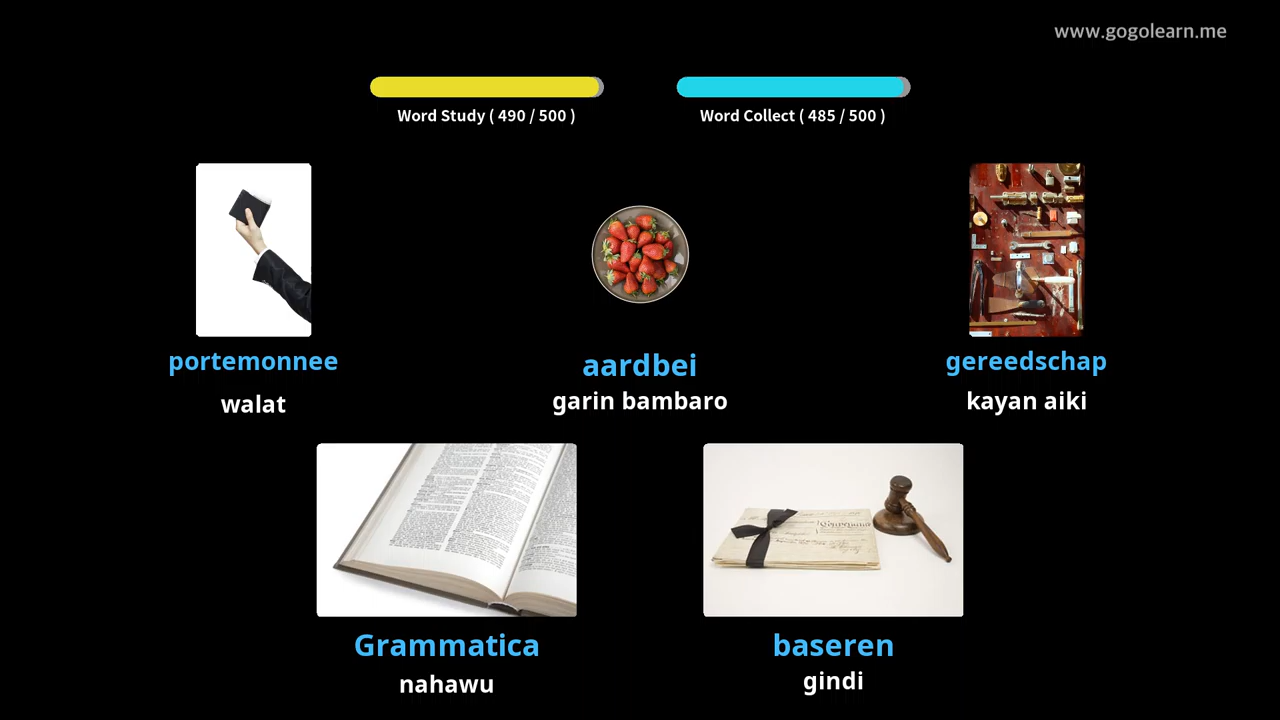 www.gogolearn.me
Word Study ( 490 / 500 )
Word Collect ( 485 / 500 )
portemonnee
walat
aardbei
garin bambaro
gereedschap
kayan aiki
Grammatica
nahawu
baseren
gindi